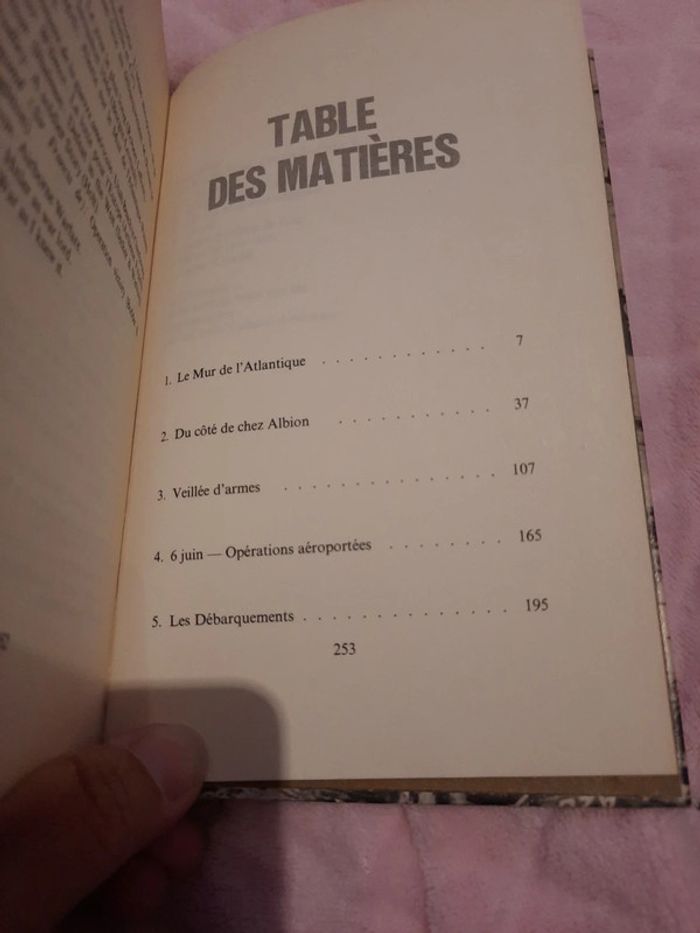 TABLE
DES MATIÈRES
1. Le Mur de l'Atlantique . . . . . . . . . . . . 7
2. Du côté de chez Albion . . . . . . . . . . . 37
3. Veillée d'armes . . . . . . . . . . . . . . . 107
4. 6 juin — Opérations aéroportées . . . . . . . . 165
5. Les Débarquements . . . . . . . . . . . . . . 195
253